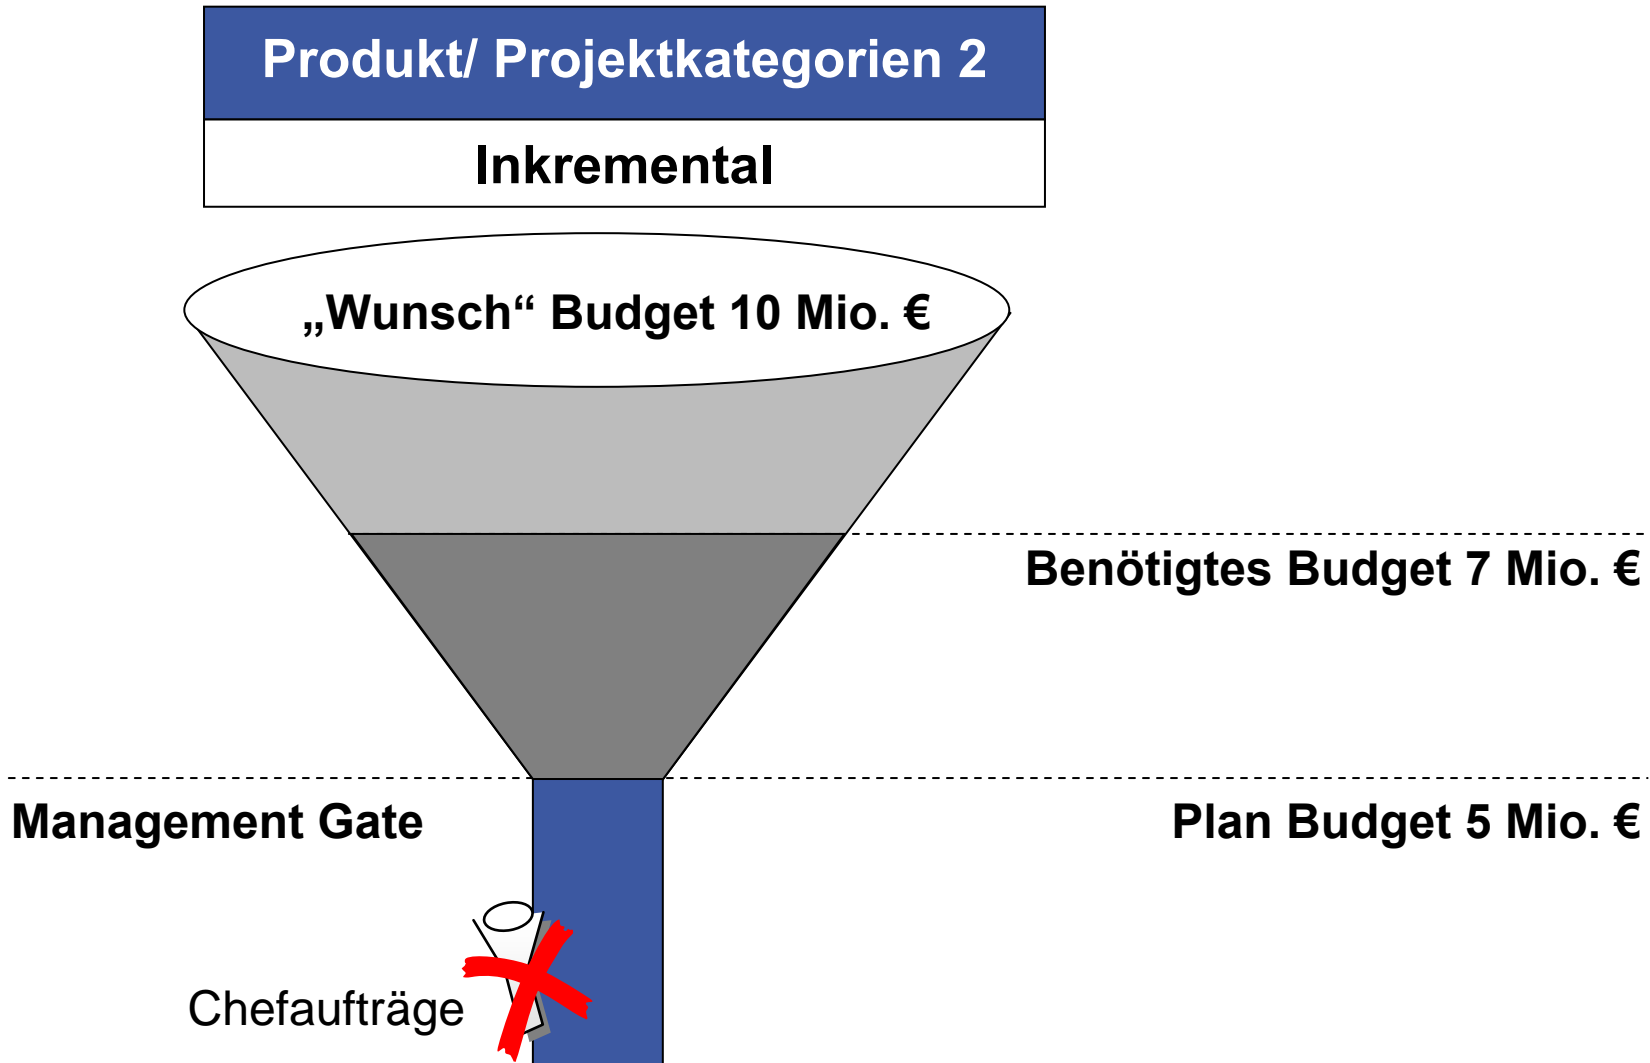 Produkt/ Projektkategorien 2
Inkremental
„Wunsch“ Budget 10 Mio. €
Benötigtes Budget 7 Mio. €
Management Gate
Plan Budget 5 Mio. €
Chefaufträge